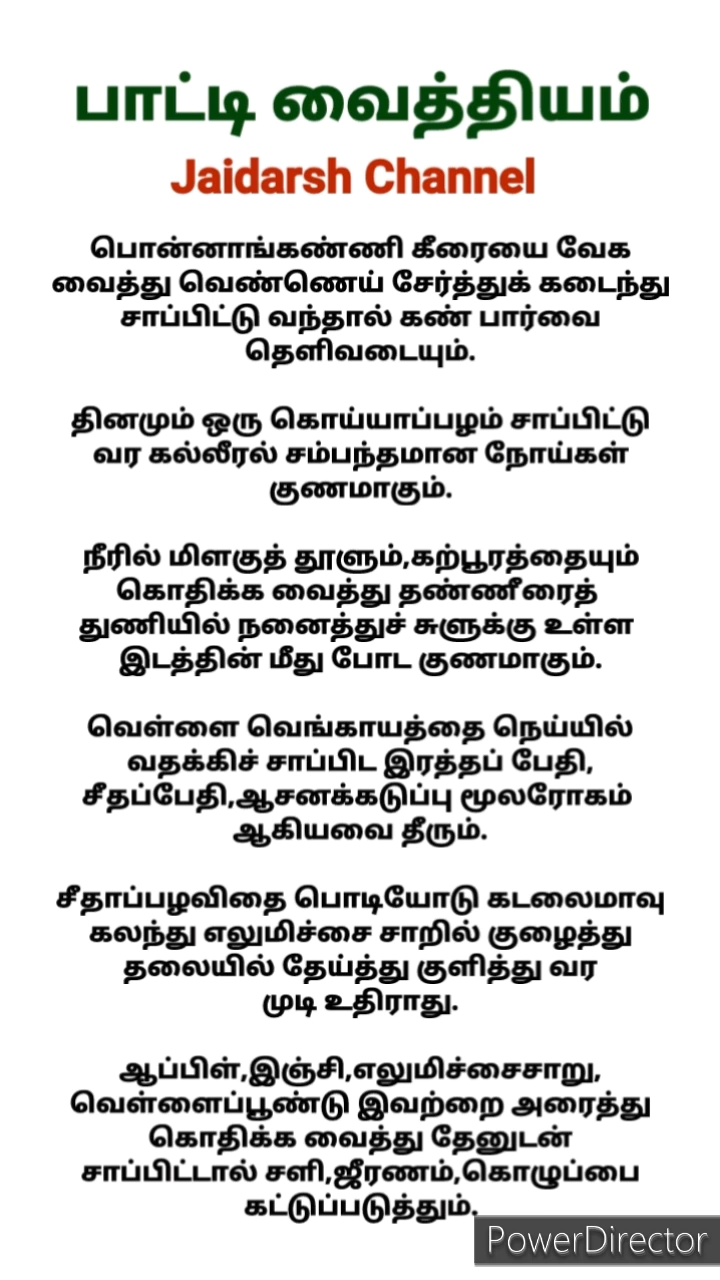 பாட்டி வைத்தியம்
Jaidarsh Channel
பொன்னாங்கண்ணி கீரையை வேக
வைத்து வெண்ணெய் சேர்த்துக் கடைந்து
சாப்பிட்டு வந்தால் கண் பார்வை
தெளிவடையும்.
தினமும் ஒரு கொய்யாப்பழம் சாப்பிட்டு
வர கல்லீரல் சம்பந்தமான நோய்கள்
குணமாகும்.
நீரில் மிளகுத் தூளும்,கற்பூரத்தையும்
கொதிக்க வைத்து தண்ணீரைத்
துணியில் நனைத்துச் சுளுக்கு உள்ள
இடத்தின் மீது போட குணமாகும்.
வெள்ளை வெங்காயத்தை நெய்யில்
வதக்கிச் சாப்பிட இரத்தப் பேதி,
சீதப்பேதி,ஆசனக்கடுப்பு மூலரோகம்
ஆகியவை தீரும்.
சீதாப்பழவிதை பொடியோடு கடலைமாவு
கலந்து எலுமிச்சை சாறில் குழைத்து
தலையில் தேய்த்து குளித்து வர
முடி உதிராது.
ஆப்பிள்,இஞ்சி,எலுமிச்சைசாறு,
வெள்ளைப்பூண்டு இவற்றை அரைத்து
கொதிக்க வைத்து தேனுடன்
சாப்பிட்டால் சளி,ஜீரணம்,கொழுப்பை
கட்டுப்படுத்தும்.
PowerDirector